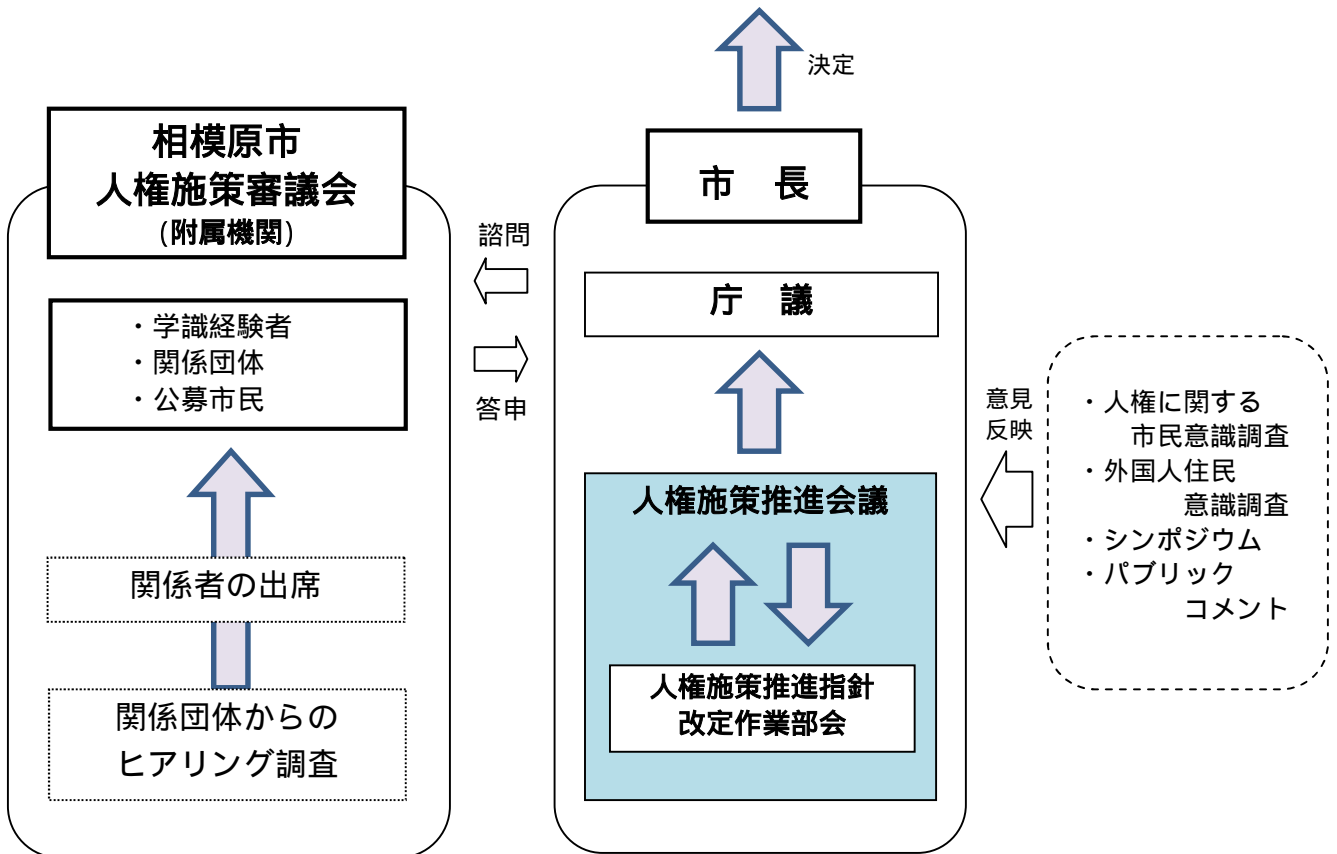 決定
相模原市
人権施策審議会
(附属機関)
・学識経験者
・関係団体
・公募市民
関係者の出席
関係団体からの
ヒアリング調査
諮問
答申
市　長
庁　議
人権施策推進会議
人権施策推進指針
改定作業部会
意見
反映
・人権に関する
市民意識調査
・外国人住民
意識調査
・シンポジウム
・パブリック
コメント